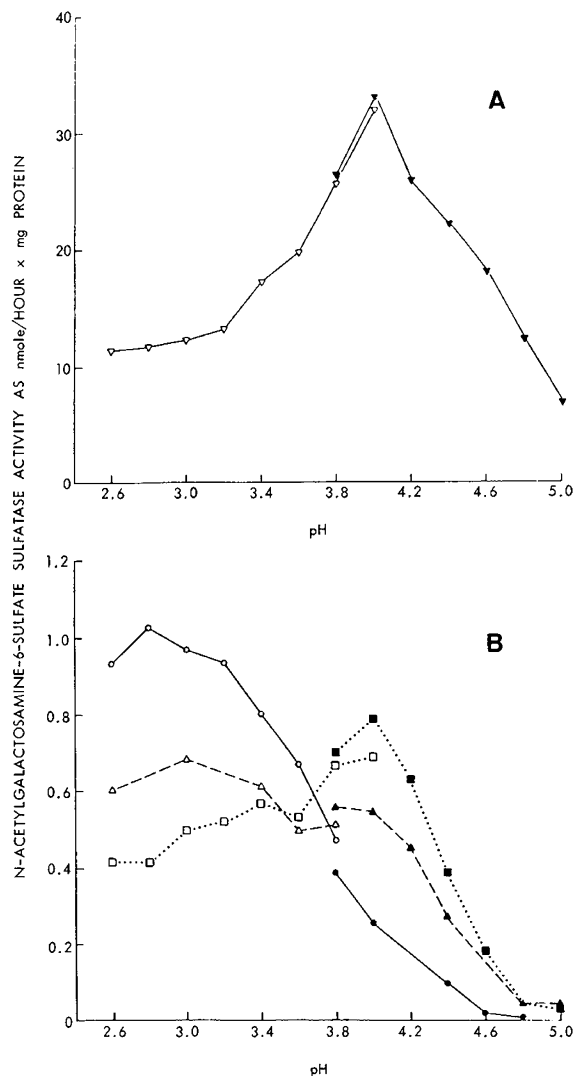 N-ACETYLGALACTOSAMINE-6-SULFATE SULFATASE ACTIVITY AS nmole/HOUR x mg PROTEIN
40
A
30
20
10
0
2.6 3.0 3.4 3.8 4.2 4.6 5.0
pH
1.2
B
1.0
0.8
0.6
0.4
0.2
0
2.6 3.0 3.4 3.8 4.2 4.6 5.0
pH